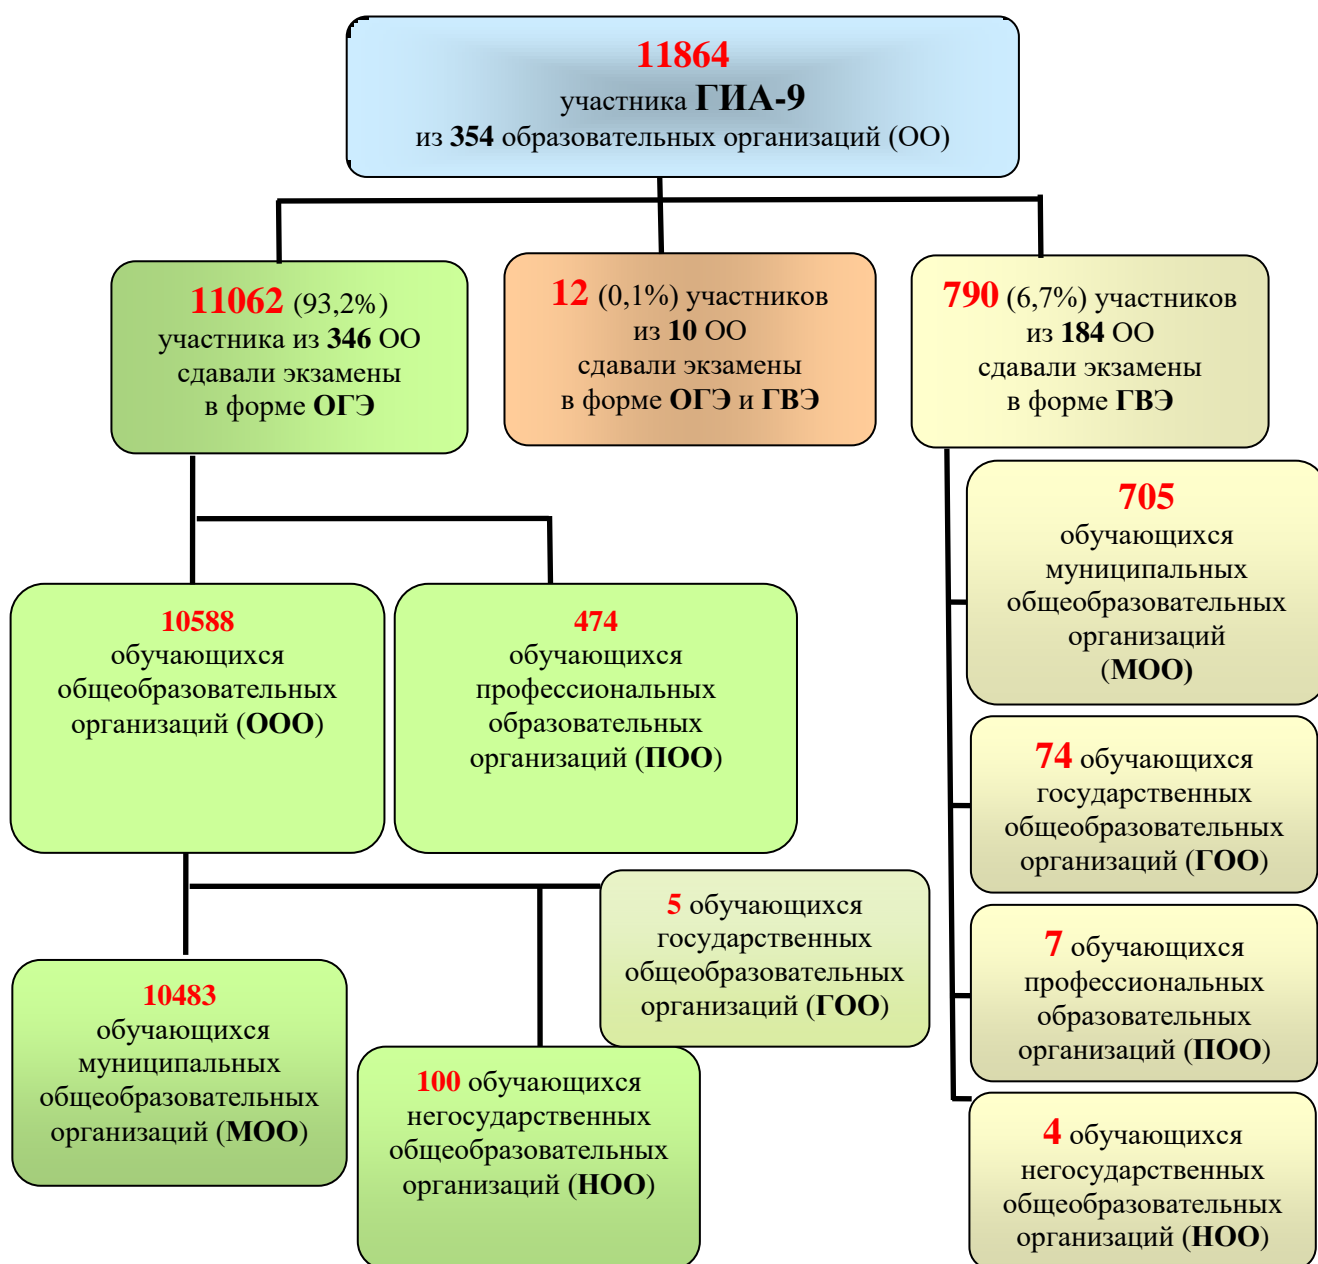 11864
участника ГИА-9
из 354 образовательных организаций (ОО)
11062 (93,2%)
участника из 346 ОО
сдавали экзамены
в форме ОГЭ
12 (0,1%) участников
из 10 ОО
сдавали экзамены
в форме ОГЭ и ГВЭ
790 (6,7%) участников
из 184 ОО
сдавали экзамены
в форме ГВЭ
705
обучающихся
муниципальных
общеобразовательных
организаций
(МОО)
10588
обучающихся
общеобразовательных
организаций (ООО)
474
обучающихся
профессиональных
образовательных
организаций (ПОО)
74 обучающихся
государственных
общеобразовательных
организаций (ГОО)
5 обучающихся
государственных
общеобразовательных
организаций (ГОО)
7 обучающихся
профессиональных
образовательных
организаций (ПОО)
10483
обучающихся
муниципальных
общеобразовательных
организаций (МОО)
100 обучающихся
негосударственных
общеобразовательных
организаций (НОО)
4 обучающихся
негосударственных
общеобразовательных
организаций (НОО)